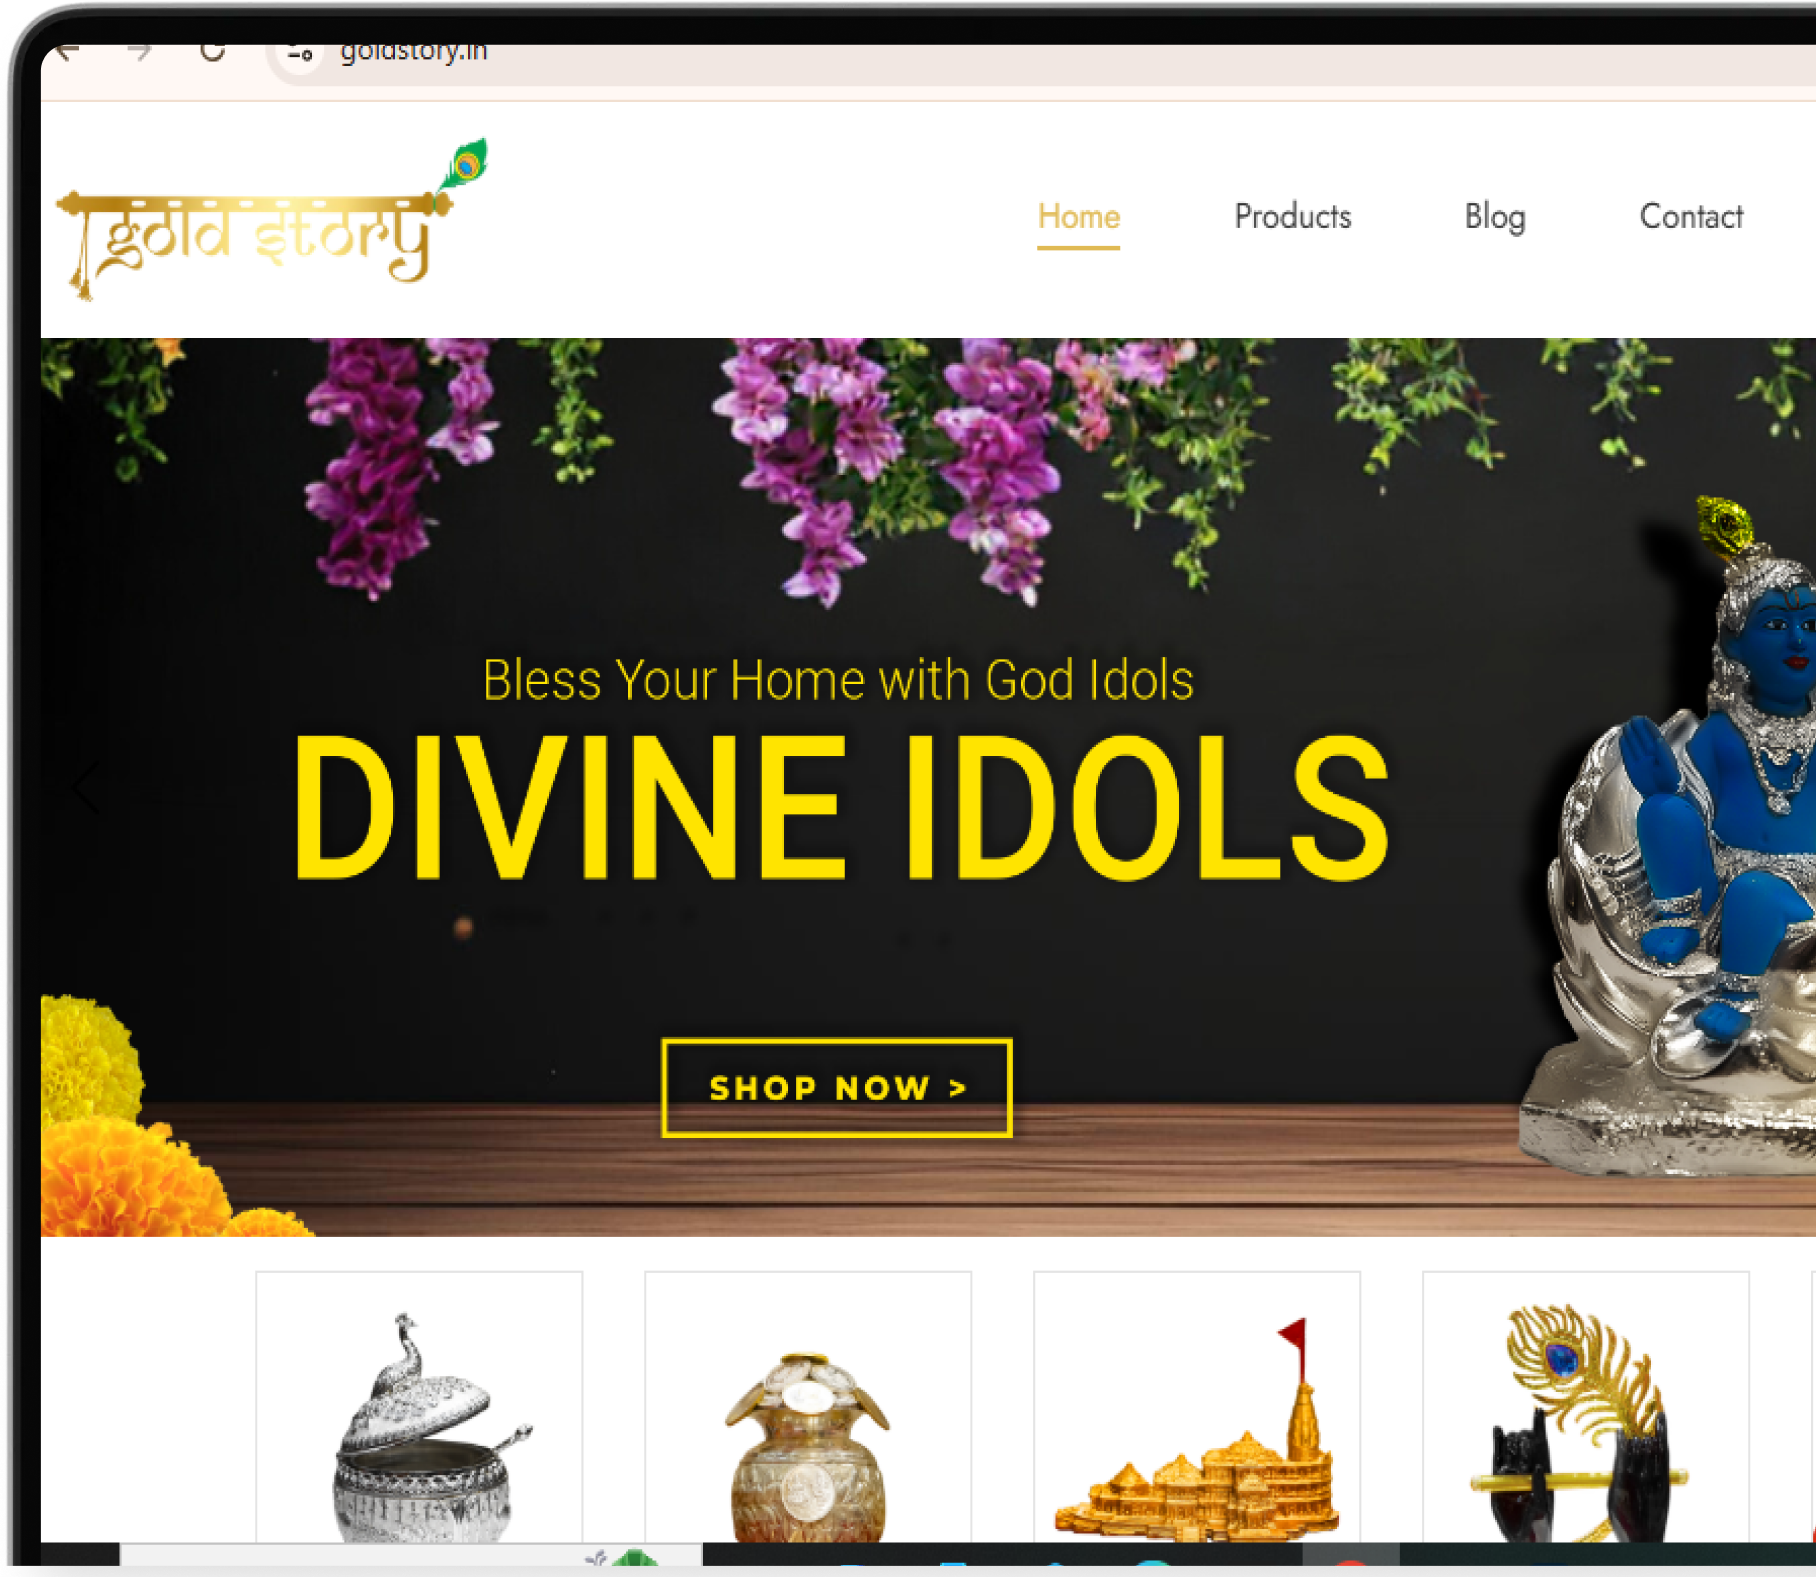 goldstory.in
gold story
Home Products Blog Contact
Bless Your Home with God Idols
DIVINE IDOLS
SHOP NOW >